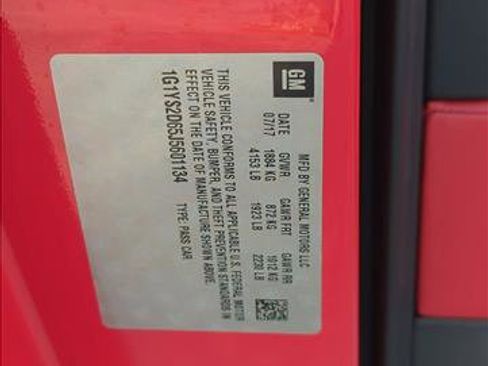 GM
MFD BY GENERAL MOTORS LLC
DATE GVWR GAWR FRT GAWR RR
07/17 1884 KG 872 KG 1012 KG
4153 LB 1923 LB 2230 LB
THIS VEHICLE CONFORMS TO ALL APPLICABLE U.S. FEDERAL MOTOR
VEHICLE SAFETY, BUMPER, AND THEFT PREVENTION STANDARDS IN
EFFECT ON THE DATE OF MANUFACTURE SHOWN ABOVE.
1G1YS2D65J5601134 TYPE: PASS CAR